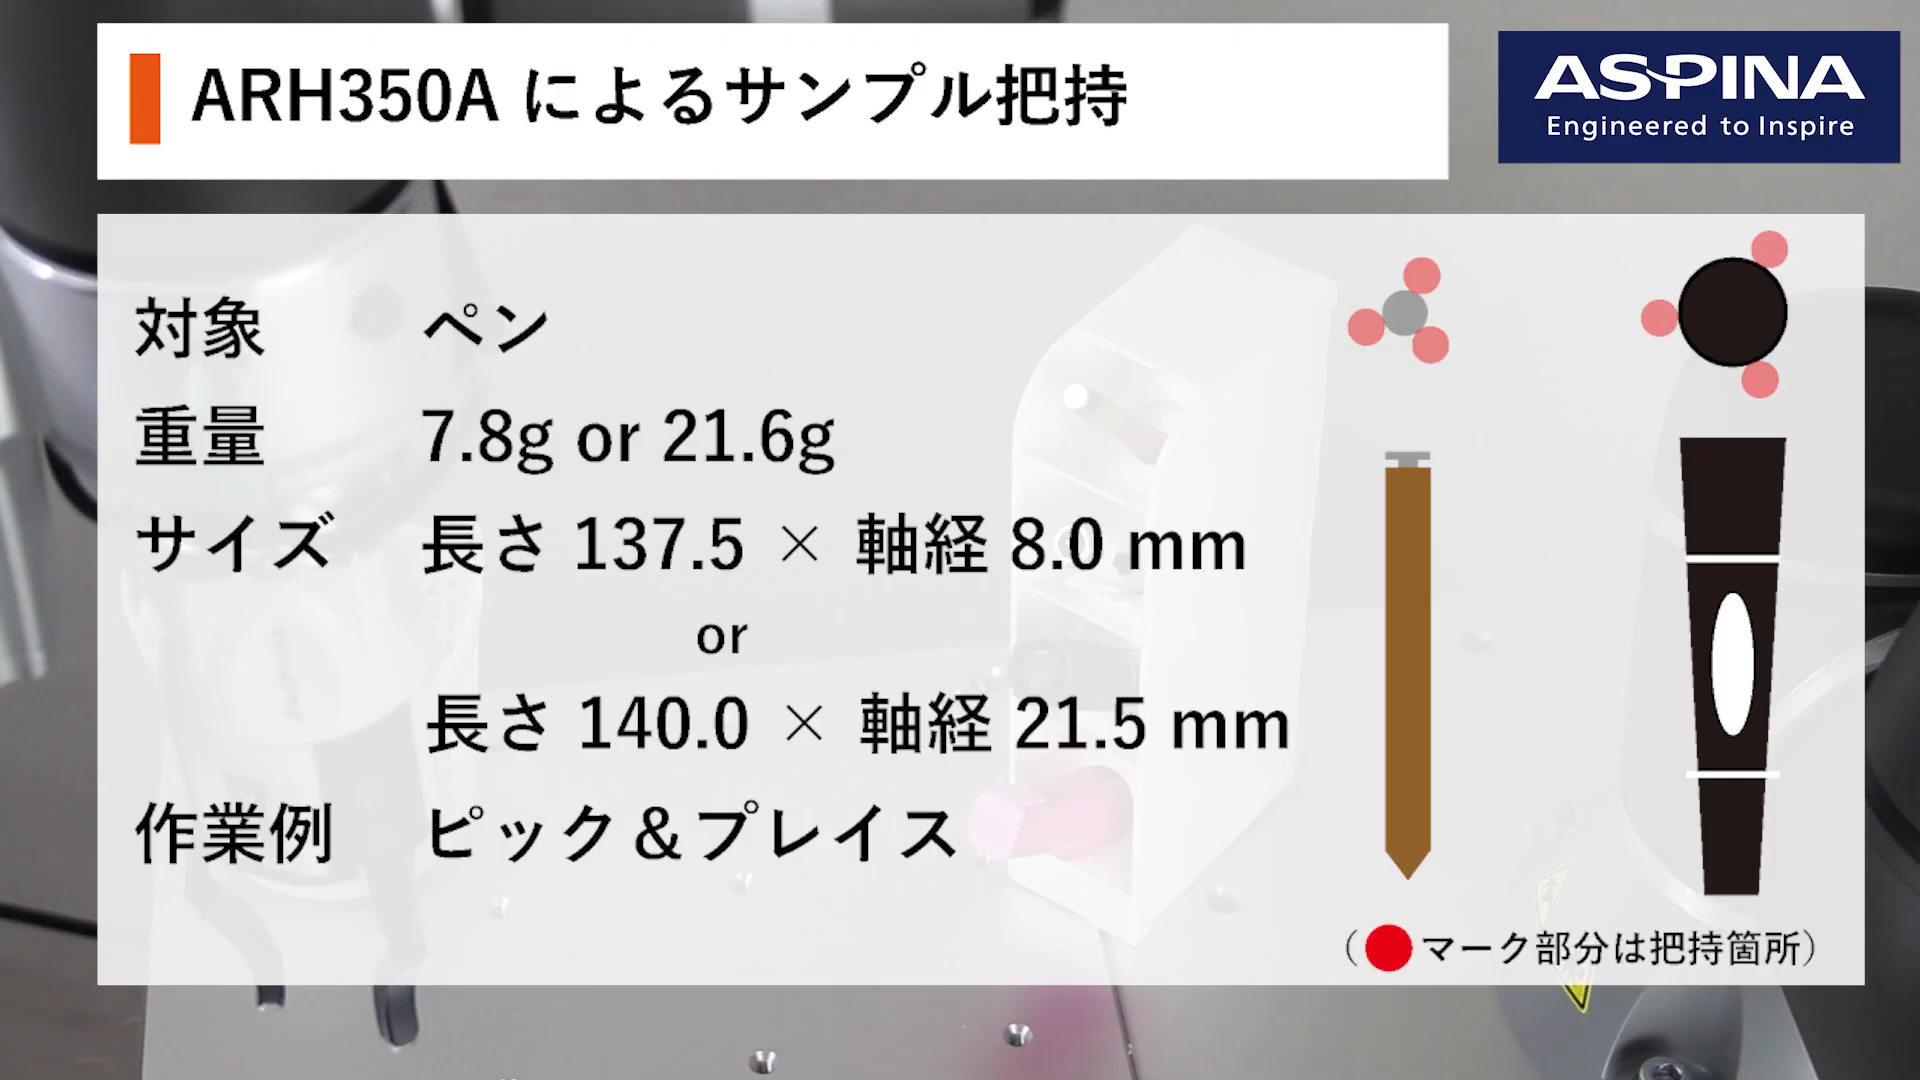 ARH350A によるサンプル把持
ASPINA
Engineered to Inspire
対象 ペン
重量 7.8g or 21.6g
サイズ 長さ 137.5 × 軸経 8.0 mm
or
長さ 140.0 × 軸経 21.5 mm
作業例 ピック＆プレイス
（●マーク部分は把持箇所）